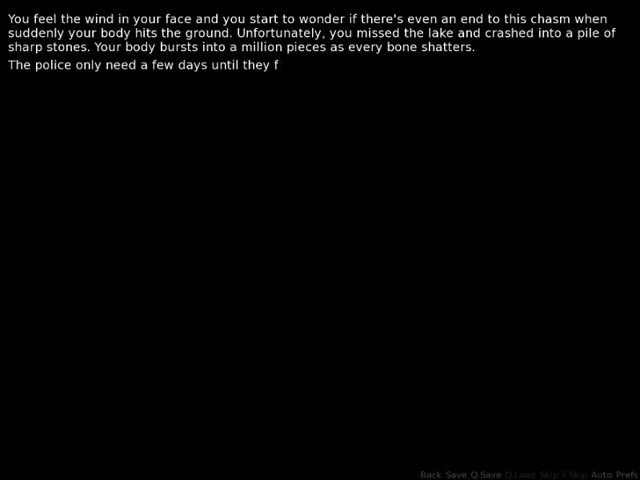 You feel the wind in your face and you start to wonder if there's even an end to this chasm when
suddenly your body hits the ground. Unfortunately, you missed the lake and crashed into a pile of
sharp stones. Your body bursts into a million pieces as every bone shatters.
The police only need a few days until they f
Back Save Q.Save Q.Load Skip F.Skip Auto Prefs